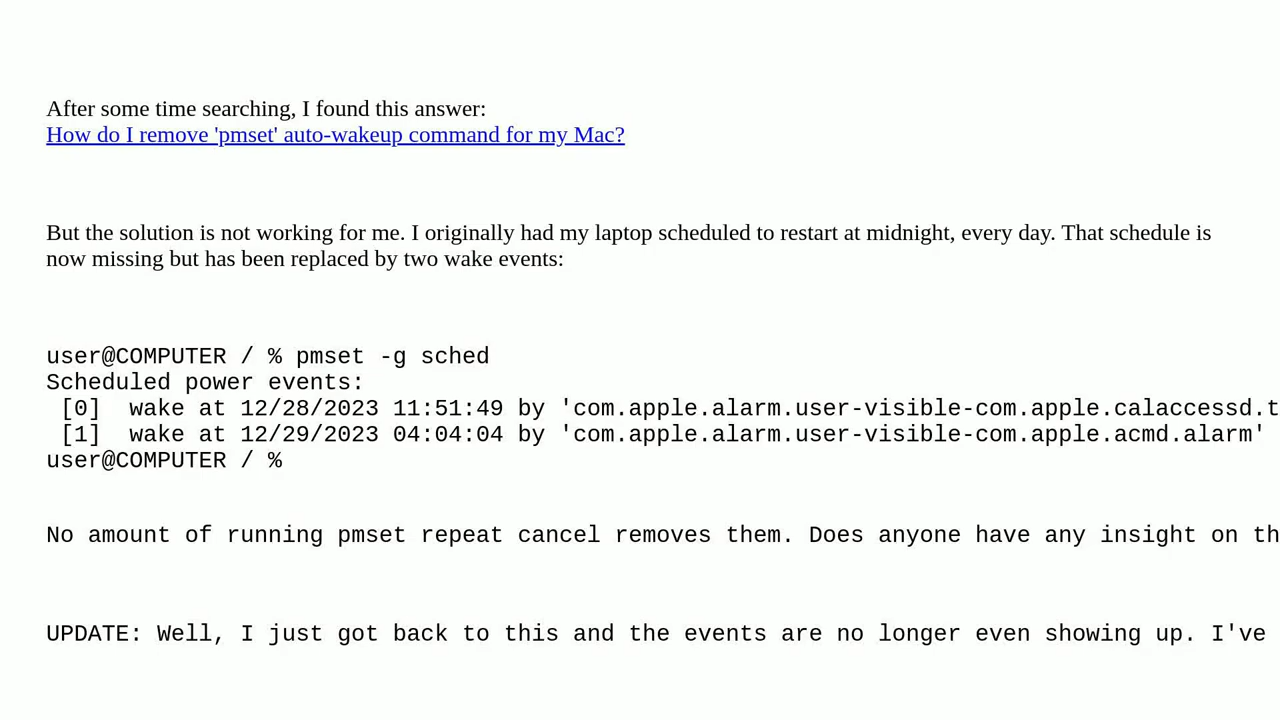 After some time searching, I found this answer:
How do I remove 'pmset' auto-wakeup command for my Mac?
But the solution is not working for me. I originally had my laptop scheduled to restart at midnight, every day. That schedule is
now missing but has been replaced by two wake events:
user@COMPUTER / % pmset -g sched
Scheduled power events:
 [0]  wake at 12/28/2023 11:51:49 by 'com.apple.alarm.user-visible-com.apple.calaccessd.t
 [1]  wake at 12/29/2023 04:04:04 by 'com.apple.alarm.user-visible-com.apple.acmd.alarm'
user@COMPUTER / %
No amount of running pmset repeat cancel removes them. Does anyone have any insight on th
UPDATE: Well, I just got back to this and the events are no longer even showing up. I've